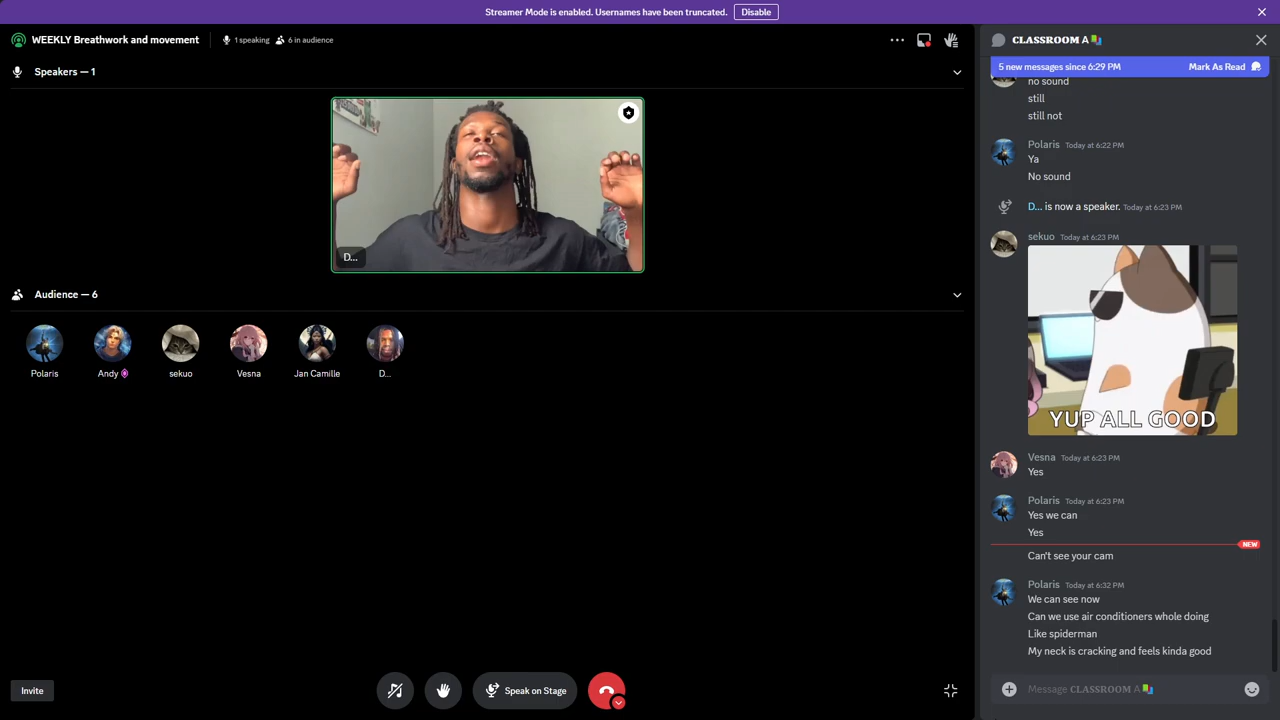 Streamer Mode is enabled. Usernames have been truncated. Disable
WEEKLY Breathwork and movement
1 speaking 6 in audience
Speakers — 1
D...
Audience — 6
Polaris
Andy
sekuo
Vesna
Jan Camille
D...
Invite
Speak on Stage
CLASSROOM A
5 new messages since 6:29 PM Mark As Read
no sound
still
still not
Polaris Today at 6:22 PM
Ya
No sound
D... is now a speaker. Today at 6:23 PM
sekuo Today at 6:23 PM
YUP ALL GOOD
Vesna Today at 6:23 PM
Yes
Polaris Today at 6:23 PM
Yes we can
Yes
NEW
Can't see your cam
Polaris Today at 6:32 PM
We can see now
Can we use air conditioners whole doing
Like spiderman
My neck is cracking and feels kinda good
Message CLASSROOM A